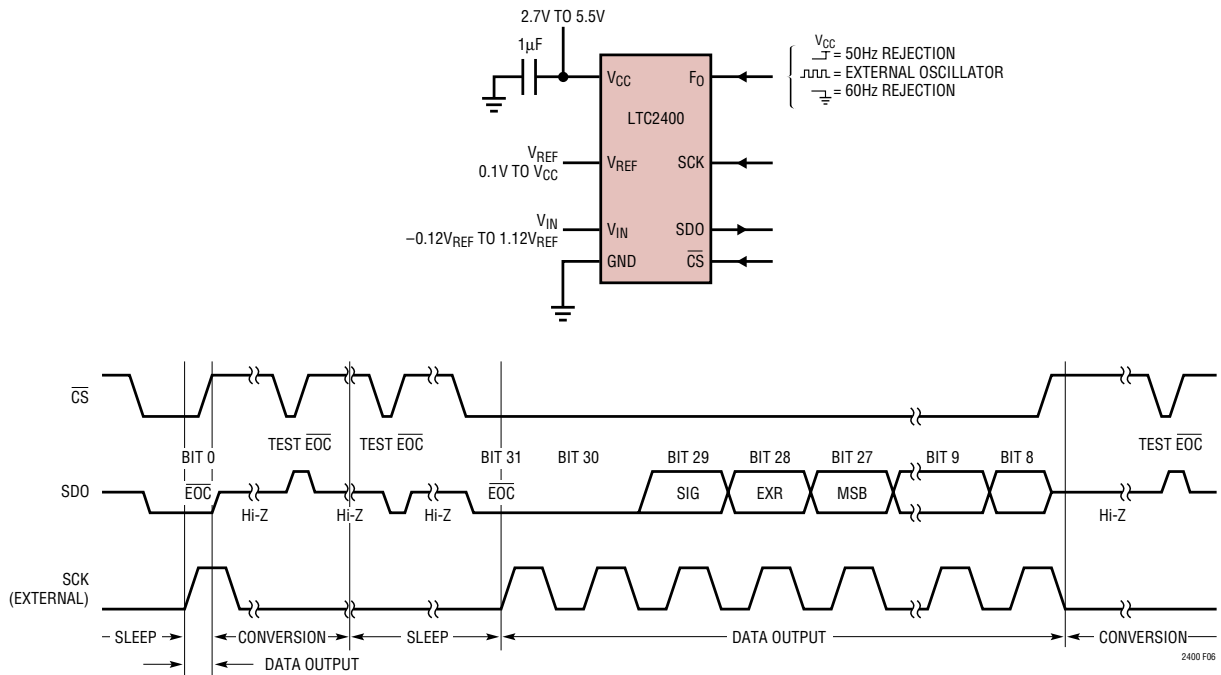 2.7V TO 5.5V
1µF
VCC
FO
LTC2400
VREF
0.1V TO VCC
VREF
SCK
VIN
–0.12VREF TO 1.12VREF
VIN
SDO
GND
CS
VCC
= 50Hz REJECTION
= EXTERNAL OSCILLATOR
= 60Hz REJECTION
CS
TEST EOC
TEST EOC
TEST EOC
BIT 0
BIT 31
BIT 30
BIT 29
BIT 28
BIT 27
BIT 9
BIT 8
SDO
EOC
EOC
SIG
EXR
MSB
Hi-Z
Hi-Z
Hi-Z
Hi-Z
SCK
(EXTERNAL)
SLEEP
CONVERSION
SLEEP
DATA OUTPUT
CONVERSION
DATA OUTPUT
2400 F06